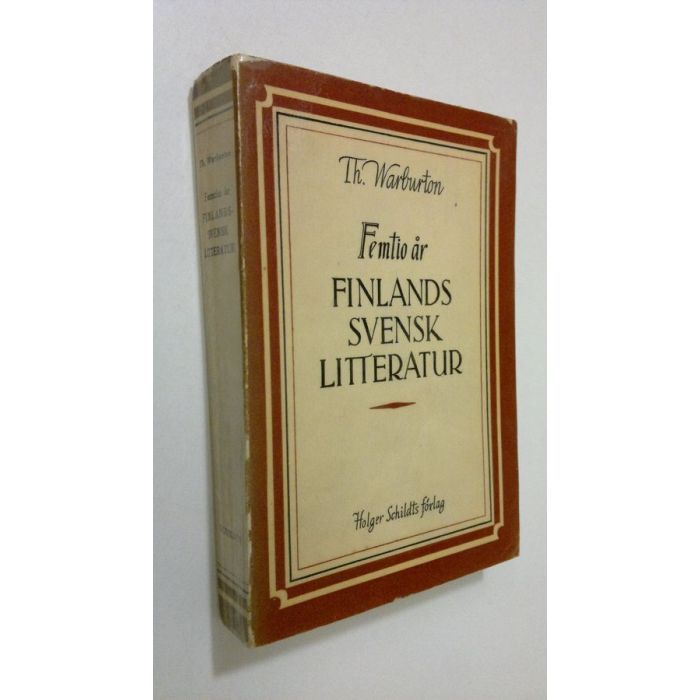 Th. Warburton
Femtio år
FINLANDS
SVENSK
LITTERATUR
Holger Schildts förlag
Th. Warburton
Femtio år
FINLANDS-
SVENSK
LITTERATUR